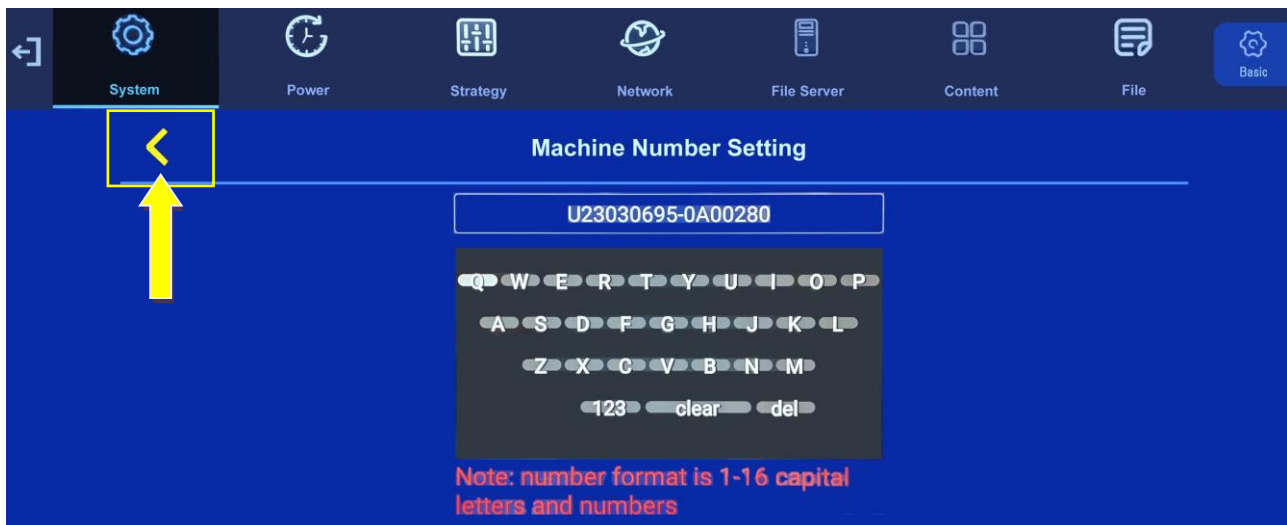 System Power Strategy Network File Server Content File Basic
Machine Number Setting
U23030695-0A00280
Q W E R T Y U I O P
A S D F G H J K L
Z X C V B N M
123 clear del
Note: number format is 1-16 capital
letters and numbers